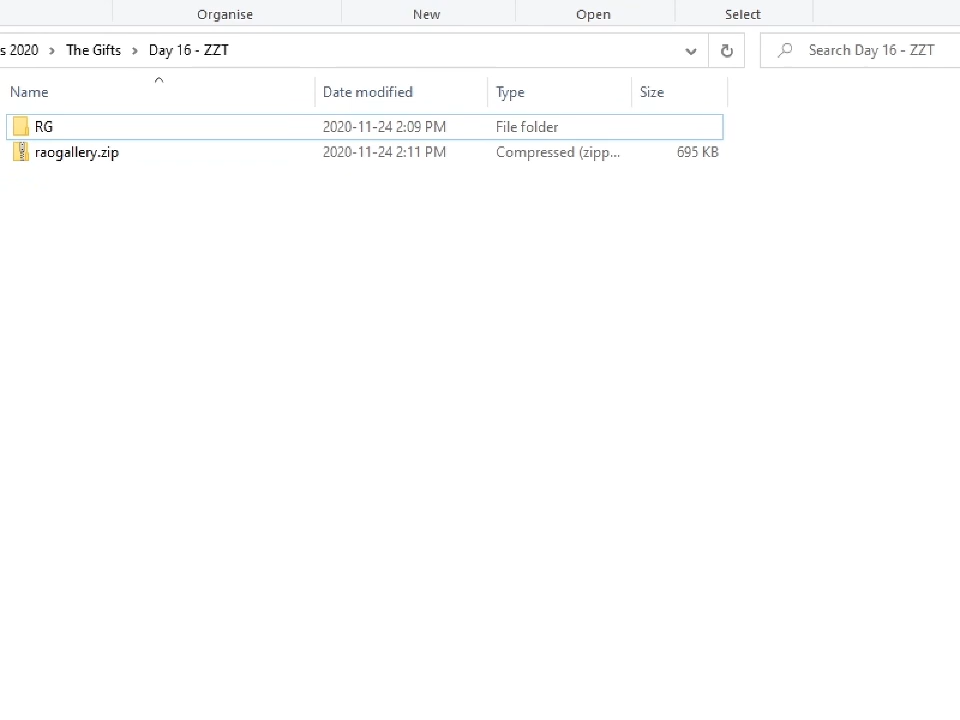 Organise New Open Select
s 2020 > The Gifts > Day 16 - ZZT Search Day 16 - ZZT
Name Date modified Type Size
RG 2020-11-24 2:09 PM File folder
raogallery.zip 2020-11-24 2:11 PM Compressed (zipp... 695 KB